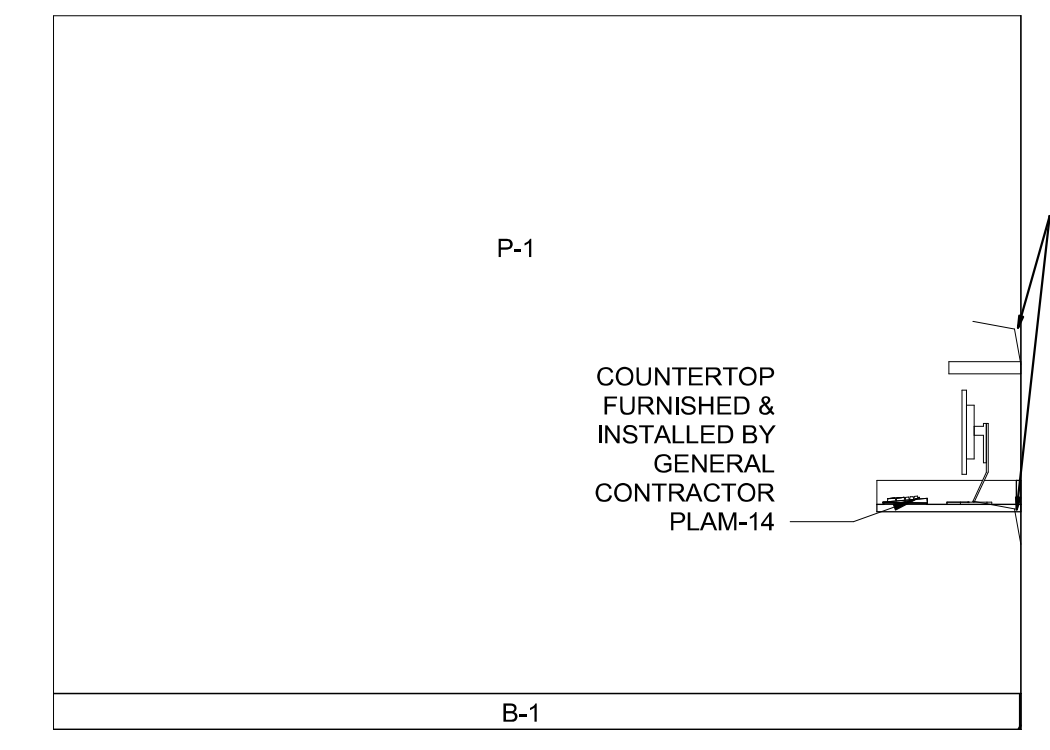 P-1
COUNTERTOP
FURNISHED &
INSTALLED BY
GENERAL
CONTRACTOR
PLAM-14
B-1